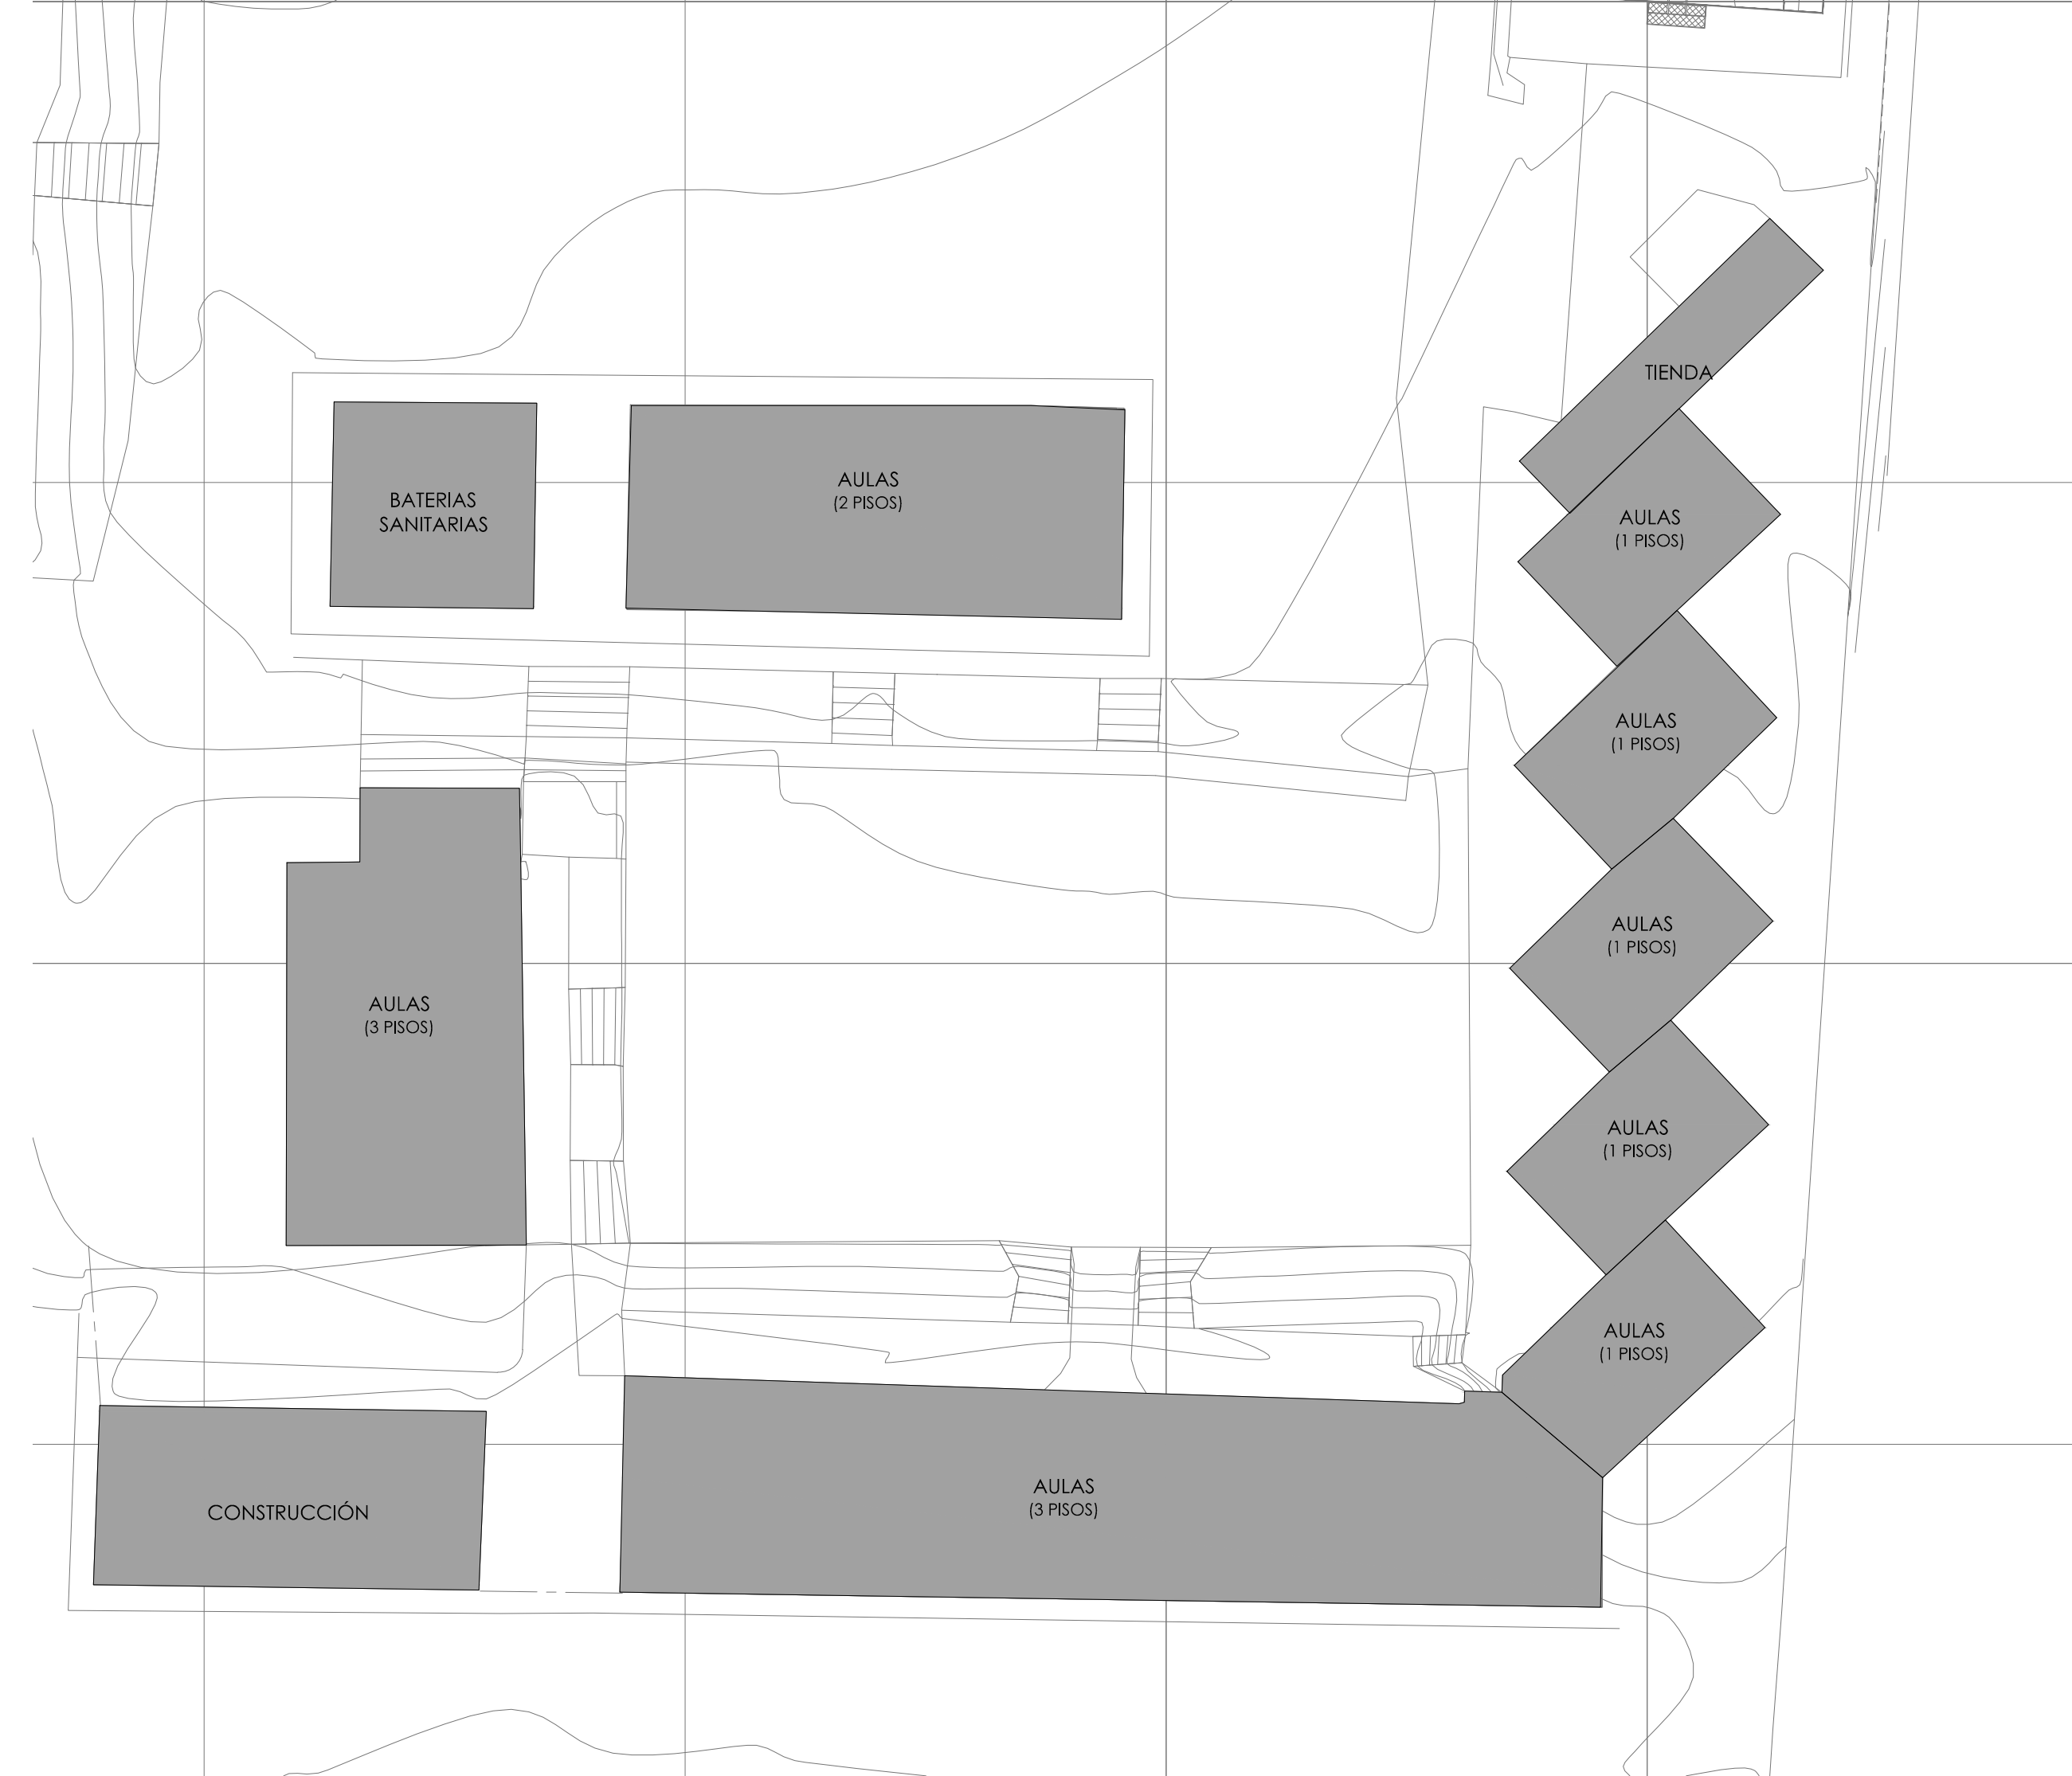 TIENDA
BATERIAS
SANITARIAS
AULAS
(2 PISOS)
AULAS
(1 PISOS)
AULAS
(1 PISOS)
AULAS
(1 PISOS)
AULAS
(3 PISOS)
AULAS
(1 PISOS)
AULAS
(1 PISOS)
CONSTRUCCIÓN
AULAS
(3 PISOS)